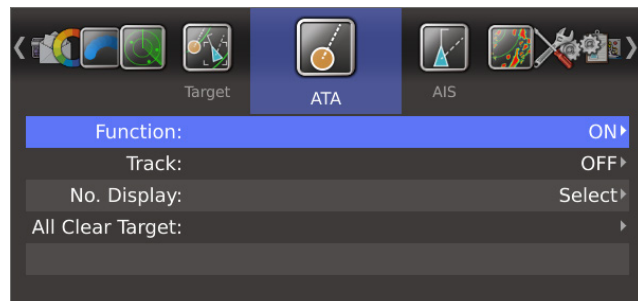 Target ATA AIS
Function: ON
Track: OFF
No. Display: Select
All Clear Target: